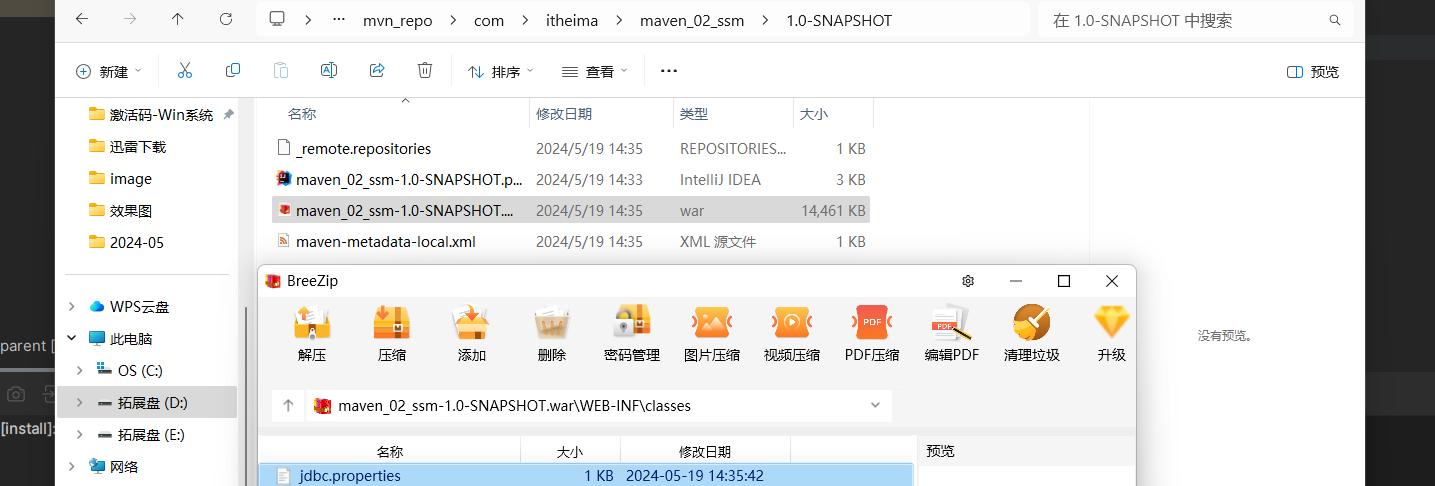 mvn_repo com itheima maven_02_ssm 1.0-SNAPSHOT 在 1.0-SNAPSHOT 中搜索
新建 排序 查看 ... 预览
激活码-Win系统
迅雷下载
image
效果图
2024-05
WPS云盘
此电脑
OS (C:)
拓展盘 (D:)
拓展盘 (E:)
网络
名称 修改日期 类型 大小
_remote.repositories 2024/5/19 14:35 REPOSITORIES... 1 KB
maven_02_ssm-1.0-SNAPSHOT.p... 2024/5/19 14:33 IntelliJ IDEA 3 KB
maven_02_ssm-1.0-SNAPSHOT.... 2024/5/19 14:35 war 14,461 KB
maven-metadata-local.xml 2024/5/19 14:35 XML 源文件 1 KB
没有预览。
parent [
[install]:
BreeZip
解压 压缩 添加 删除 密码管理 图片压缩 视频压缩 PDF压缩 编辑PDF 清理垃圾 升级
maven_02_ssm-1.0-SNAPSHOT.war\WEB-INF\classes
名称 大小 修改日期 预览
jdbc.properties 1 KB 2024-05-19 14:35:42